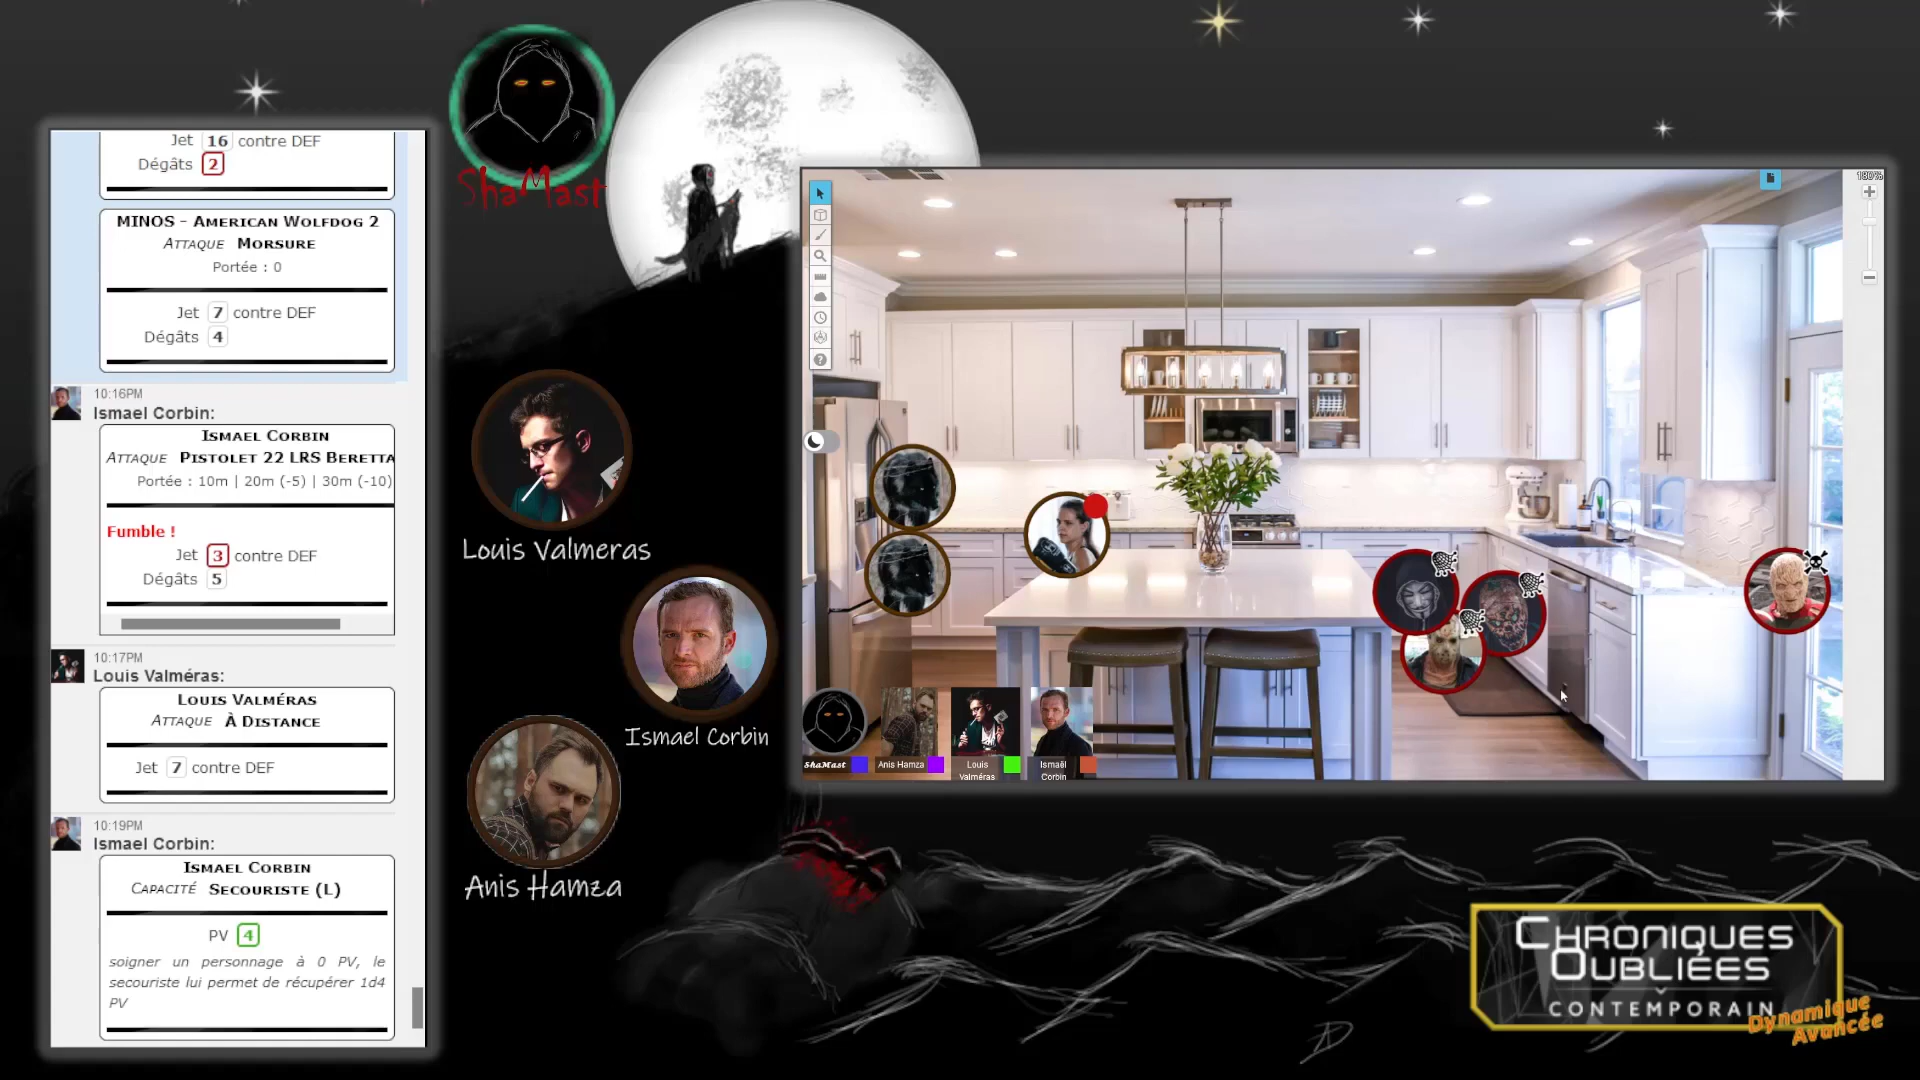 Jet 16 contre DEF
Dégâts 2
MINOS - American Wolfdog 2
Attaque Morsure
Portée : 0
Jet 7 contre DEF
Dégâts 4
10:16PM
Ismael Corbin:
Ismael Corbin
Attaque Pistolet 22 LRS Beretta
Portée : 10m | 20m (-5) | 30m (-10)
Fumble !
Jet 3 contre DEF
Dégâts 5
10:17PM
Louis Valméras:
Louis Valméras
Attaque À Distance
Jet 7 contre DEF
10:19PM
Ismael Corbin:
Ismael Corbin
Capacité Secouriste (L)
PV 4
soigner un personnage à 0 PV, le
secouriste lui permet de récupérer 1d4
PV
ShaMast
Louis Valmeras
Ismael Corbin
Anis Hamza
180%
ShaMast
Anis Hamza
Louis
Valméras
Ismaël
Corbin
Chroniques
Oubliées
CONTEMPORAIN
Dynamique
Avancée